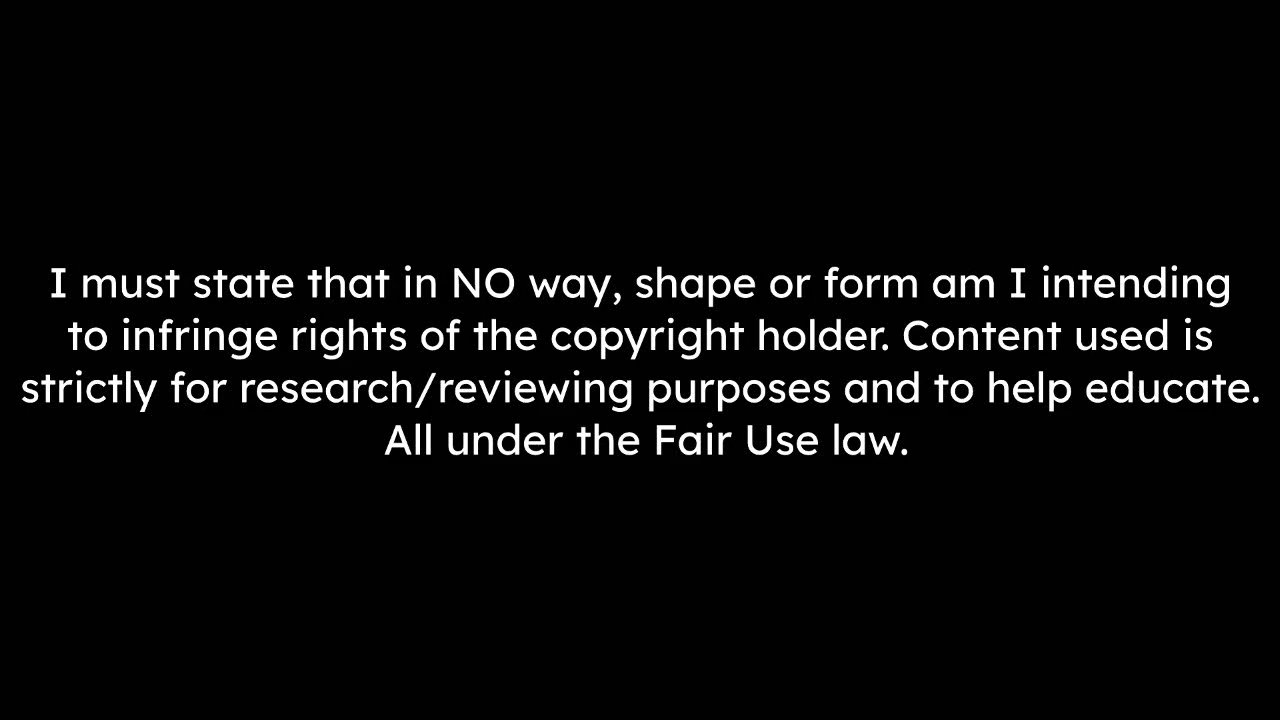 I must state that in NO way, shape or form am I intending
to infringe rights of the copyright holder. Content used is
strictly for research/reviewing purposes and to help educate.
All under the Fair Use law.